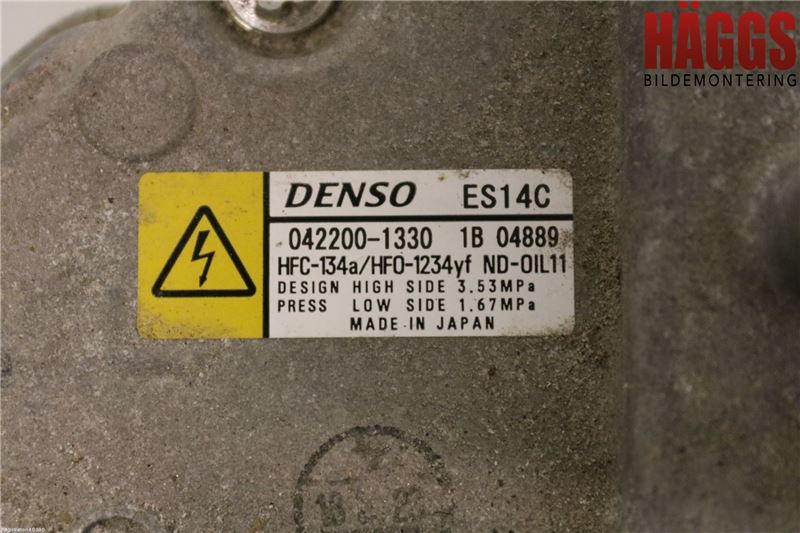 HÄGGS
BILDEMONTERING
DENSO ES14C
042200-1330 1B 04889
HFC-134a/HFO-1234yf ND-OIL11
DESIGN HIGH SIDE 3.53MPa
PRESS LOW SIDE 1.67MPa
MADE IN JAPAN